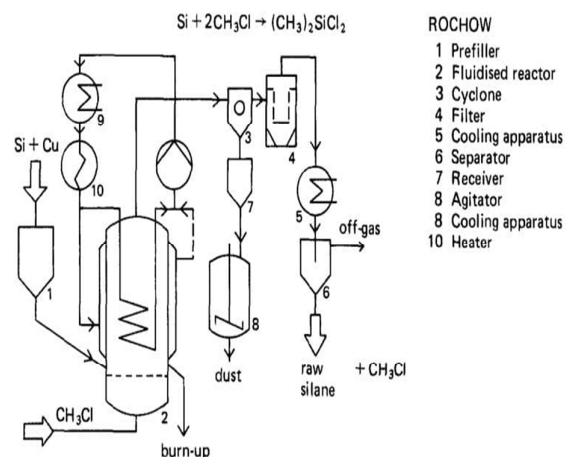 Si + 2CH₃Cl → (CH₃)₂SiCl₂
ROCHOW
1 Prefiller
2 Fluidised reactor
3 Cyclone
4 Filter
5 Cooling apparatus
6 Separator
7 Receiver
8 Agitator
8 Cooling apparatus
10 Heater
9
3
4
Si + Cu
10
7
5
off-gas
1
8
6
dust
raw silane + CH₃Cl
CH₃Cl
2
burn-up